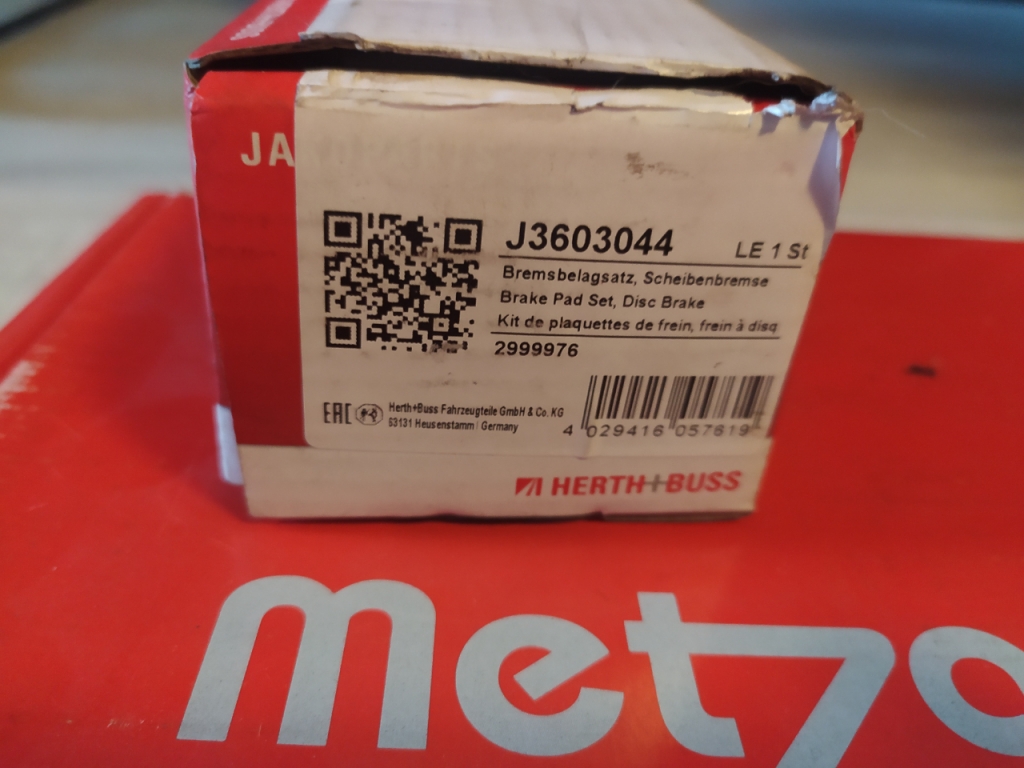 JA
J3603044 LE 1 St
Bremsbelagsatz, Scheibenbremse
Brake Pad Set, Disc Brake
Kit de plaquettes de frein, frein à disq
2999976
EAC Herth+Buss Fahrzeugteile GmbH & Co. KG
63131 Heusenstamm | Germany
4 029416 057619
HERTH+BUSS
metzg